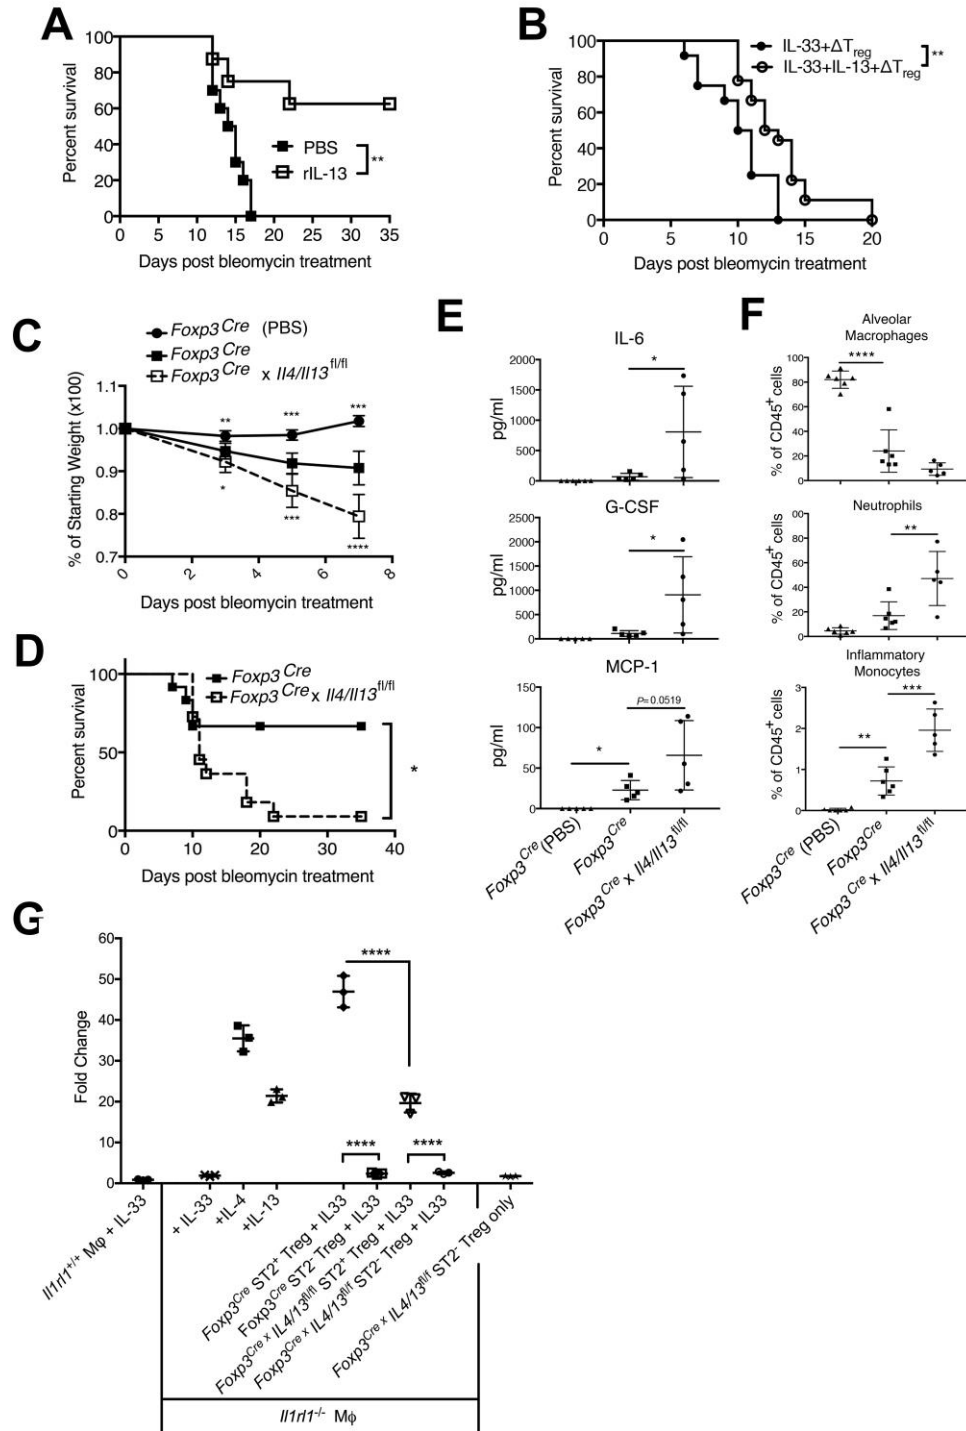 A
100
80
60
40
20
0
Percent survival
PBS
rIL-13
**
0 5 10 15 20 25 30 35
Days post bleomycin treatment
B
100
80
60
40
20
0
Percent survival
IL-33+ΔTreg
IL-33+IL-13+ΔTreg
**
0 5 10 15 20
Days post bleomycin treatment
C
Foxp3Cre (PBS)
Foxp3Cre
Foxp3Cre x Il4/Il13fl/fl
1.1
1.0
0.9
0.8
0.7
% of Starting Weight (x100)
** *** ***
* *** ****
0 2 4 6 8
Days post bleomycin treatment
D
100
50
0
Percent survival
Foxp3Cre
Foxp3Cre x Il4/Il13fl/fl
*
0 10 20 30 40
Days post bleomycin treatment
E
IL-6
2000
1500
1000
500
0
pg/ml
*
G-CSF
2500
2000
1500
1000
500
0
pg/ml
*
MCP-1
150
100
50
0
pg/ml
*
P=0.0519
Foxp3Cre (PBS)
Foxp3Cre
Foxp3Cre x Il4/Il13fl/fl
F
Alveolar
Macrophages
100
80
60
40
20
0
% of CD45+ cells
****
Neutrophils
00
80
60
40
20
0
% of CD45+ cells
**
Inflammatory
Monocytes
3
2
1
0
% of CD45+ cells
**
***
Foxp3Cre (PBS)
Foxp3Cre
Foxp3Cre x Il4/Il13fl/fl
G
60
50
40
30
20
10
0
Fold Change
****
**** ****
Il1rl1+/+ Mφ + IL-33
+ IL-33
+IL-4
+IL-13
Foxp3Cre ST2+ Treg + IL33
Foxp3Cre ST2- Treg + IL33
Foxp3Cre x IL4/13fl/fl ST2+ Treg + IL33
Foxp3Cre x IL4/13fl/f ST2- Treg + IL33
Foxp3Cre x IL4/13fl/f ST2- Treg only
Il1rl1-/- Mϕ